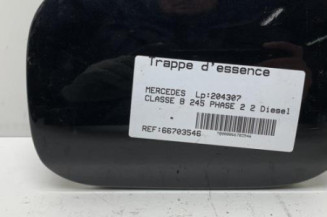 Trappe d'essence
MERCEDES Lp:204307
CLASSE B 245 PHASE 2 2 Diesel
REF:66703546